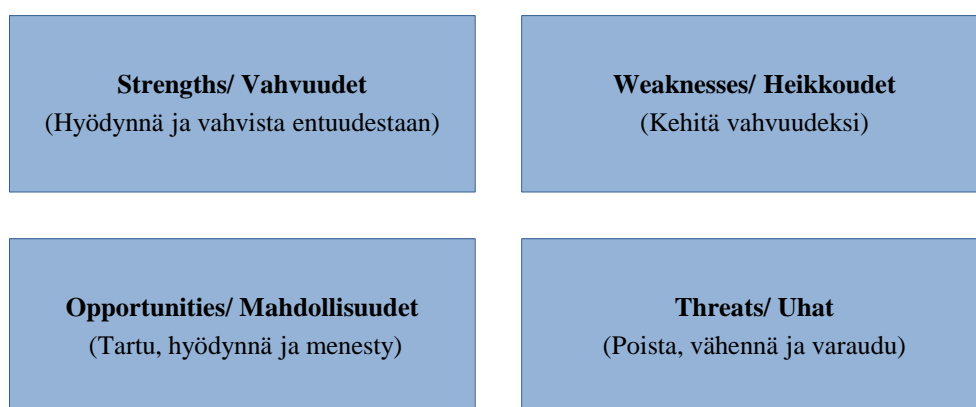 Strengths/ Vahvuudet
(Hyödynnä ja vahvista entuudestaan)
Weaknesses/ Heikkoudet
(Kehitä vahvuudeksi)
Opportunities/ Mahdollisuudet
(Tartu, hyödynnä ja menesty)
Threats/ Uhat
(Poista, vähennä ja varaudu)